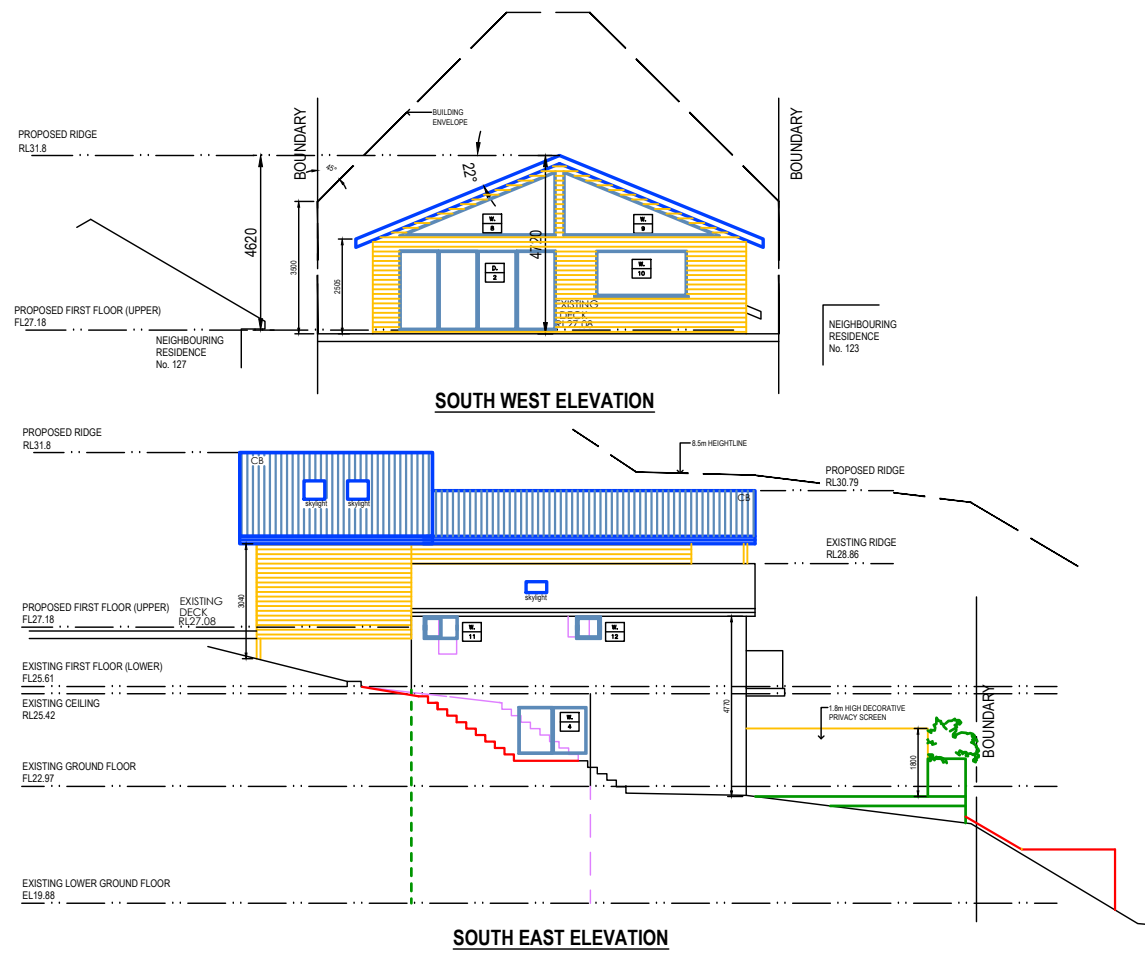 BOUNDARY
BOUNDARY
BUILDING
ENVELOPE
PROPOSED RIDGE
RL31.8
45°
22°
4620
3500
2505
4720
W.
8
W.
9
D.
2
W.
10
EXISTING
DECK
RL27.08
PROPOSED FIRST FLOOR (UPPER)
FL27.18
NEIGHBOURING
RESIDENCE
No. 127
NEIGHBOURING
RESIDENCE
No. 123
SOUTH WEST ELEVATION
PROPOSED RIDGE
RL31.8
8.5m HEIGHTLINE
CB
skylight
skylight
CB
PROPOSED RIDGE
RL30.79
EXISTING RIDGE
RL28.86
skylight
3040
EXISTING
DECK
RL27.08
PROPOSED FIRST FLOOR (UPPER)
FL27.18
W.
11
W.
12
EXISTING FIRST FLOOR (LOWER)
FL25.61
EXISTING CEILING
RL25.42
W.
4
4770
1.8m HIGH DECORATIVE
PRIVACY SCREEN
BOUNDARY
1800
EXISTING GROUND FLOOR
FL22.97
EXISTING LOWER GROUND FLOOR
EL19.88
SOUTH EAST ELEVATION